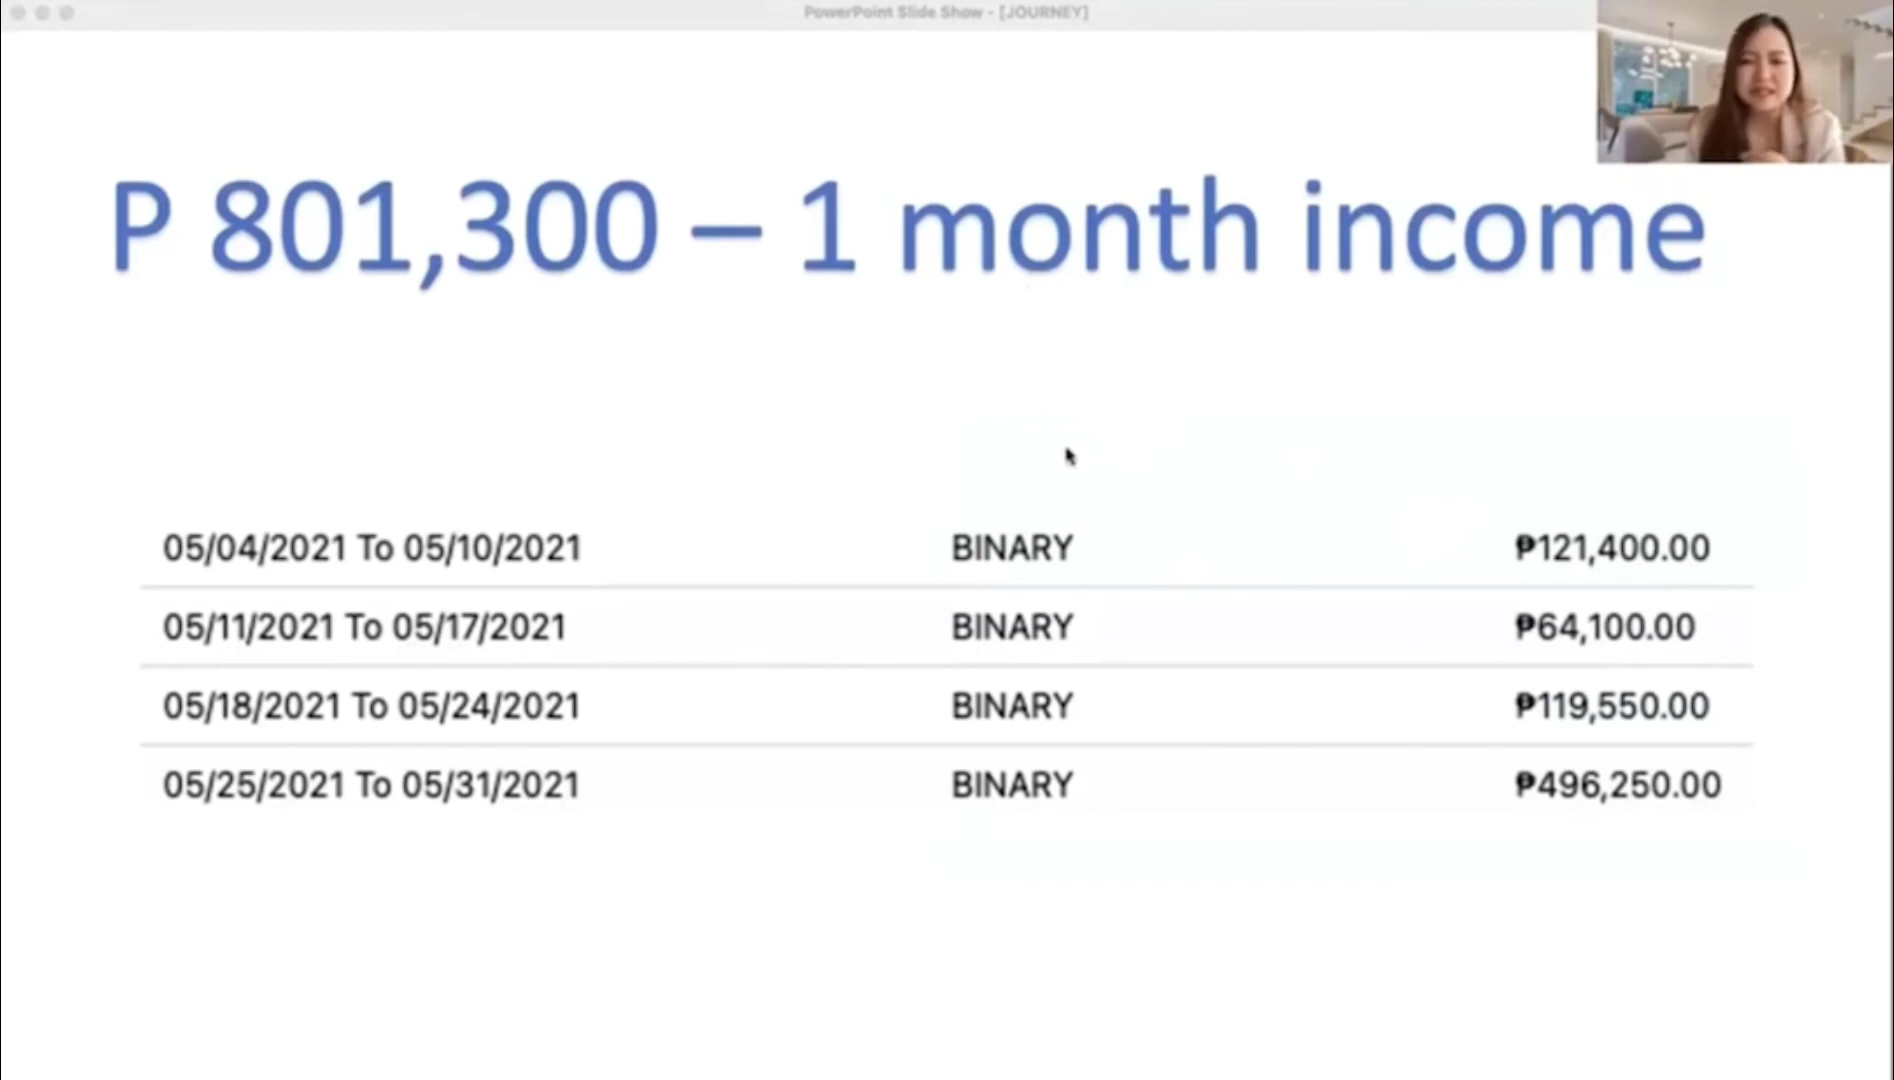 PowerPoint Slide Show - [JOURNEY]
P 801,300 – 1 month income
05/04/2021 To 05/10/2021 BINARY ₱121,400.00
05/11/2021 To 05/17/2021 BINARY ₱64,100.00
05/18/2021 To 05/24/2021 BINARY ₱119,550.00
05/25/2021 To 05/31/2021 BINARY ₱496,250.00